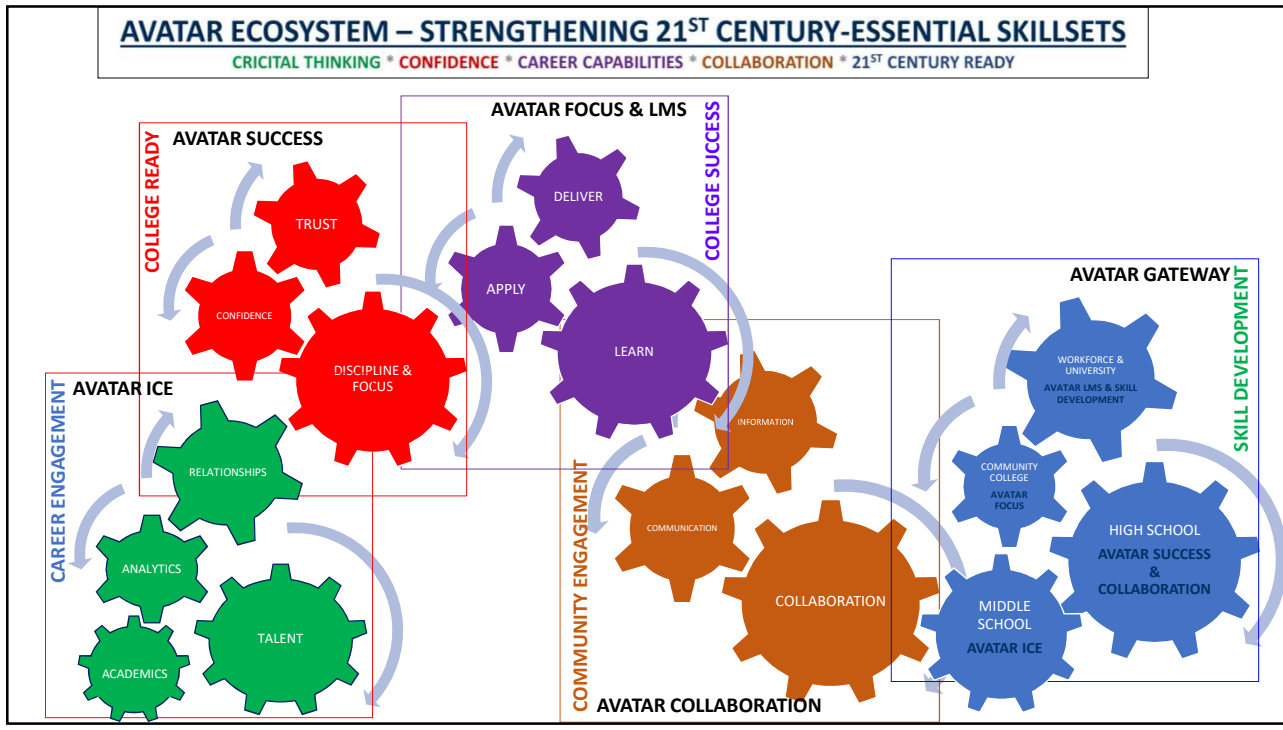 AVATAR ECOSYSTEM – STRENGTHENING 21ST CENTURY-ESSENTIAL SKILLSETS
CRICITAL THINKING * CONFIDENCE * CAREER CAPABILITIES * COLLABORATION * 21ST CENTURY READY
AVATAR SUCCESS
COLLEGE READY
TRUST
CONFIDENCE
DISCIPLINE &
FOCUS
AVATAR FOCUS & LMS
COLLEGE SUCCESS
DELIVER
APPLY
LEARN
AVATAR ICE
CAREER ENGAGEMENT
RELATIONSHIPS
ANALYTICS
TALENT
ACADEMICS
COMMUNITY ENGAGEMENT
INFORMATION
COMMUNICATION
COLLABORATION
AVATAR COLLABORATION
AVATAR GATEWAY
SKILL DEVELOPMENT
WORKFORCE &
UNIVERSITY
AVATAR LMS & SKILL
DEVELOPMENT
COMMUNITY
COLLEGE
AVATAR
FOCUS
HIGH SCHOOL
AVATAR SUCCESS
&
COLLABORATION
MIDDLE
SCHOOL
AVATAR ICE